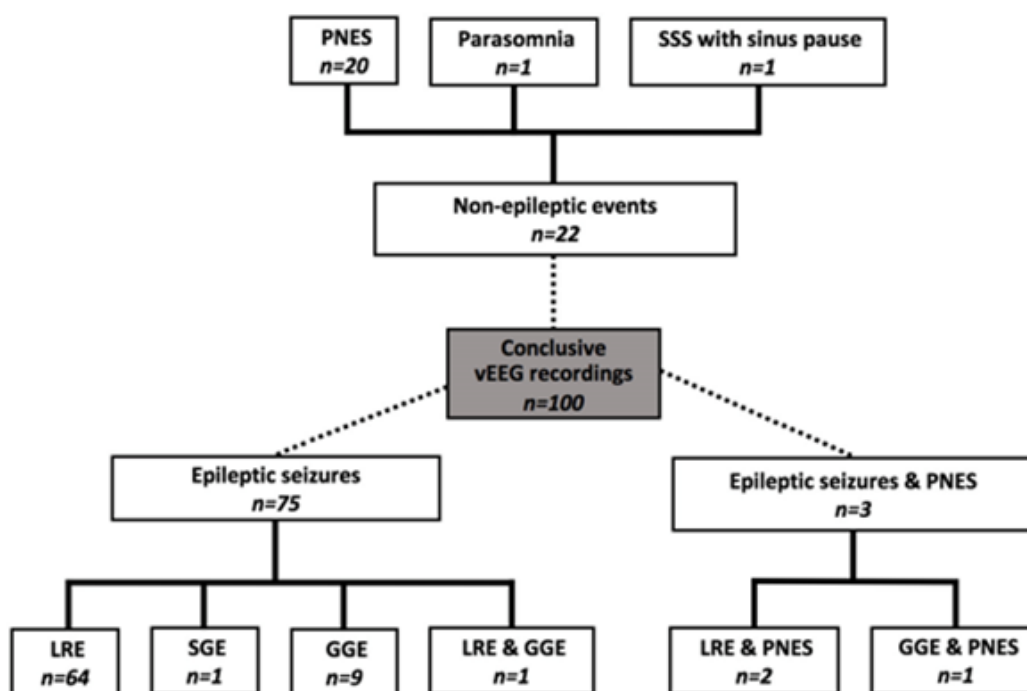 PNES
n=20
Parasomnia
n=1
SSS with sinus pause
n=1
Non-epileptic events
n=22
Conclusive
vEEG recordings
n=100
Epileptic seizures
n=75
Epileptic seizures & PNES
n=3
LRE
n=64
SGE
n=1
GGE
n=9
LRE & GGE
n=1
LRE & PNES
n=2
GGE & PNES
n=1